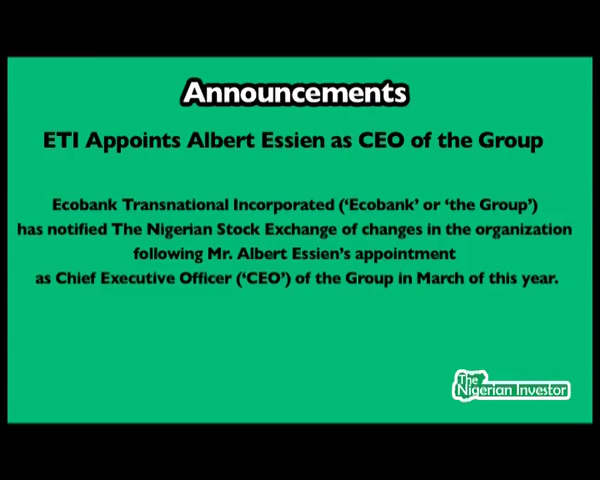 Announcements
ETI Appoints Albert Essien as CEO of the Group
Ecobank Transnational Incorporated (‘Ecobank’ or ‘the Group’)
has notified The Nigerian Stock Exchange of changes in the organization
following Mr. Albert Essien’s appointment
as Chief Executive Officer (‘CEO’) of the Group in March of this year.
The
Nigerian Investor